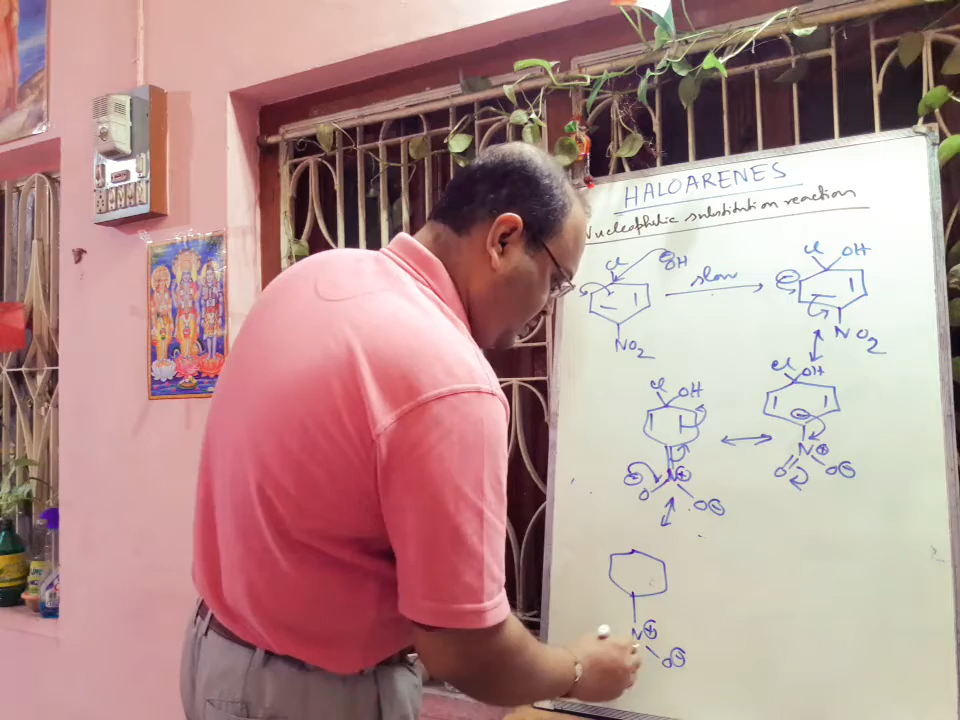 HALOARENES
Nucleophilic substitution reaction
Cl ⊖OH slow Cl OH
⊖
NO2 NO2
Cl OH Cl OH
⊖
N⊕ N⊕
⊖ O O⊖ O O⊖
N⊕
O⊖